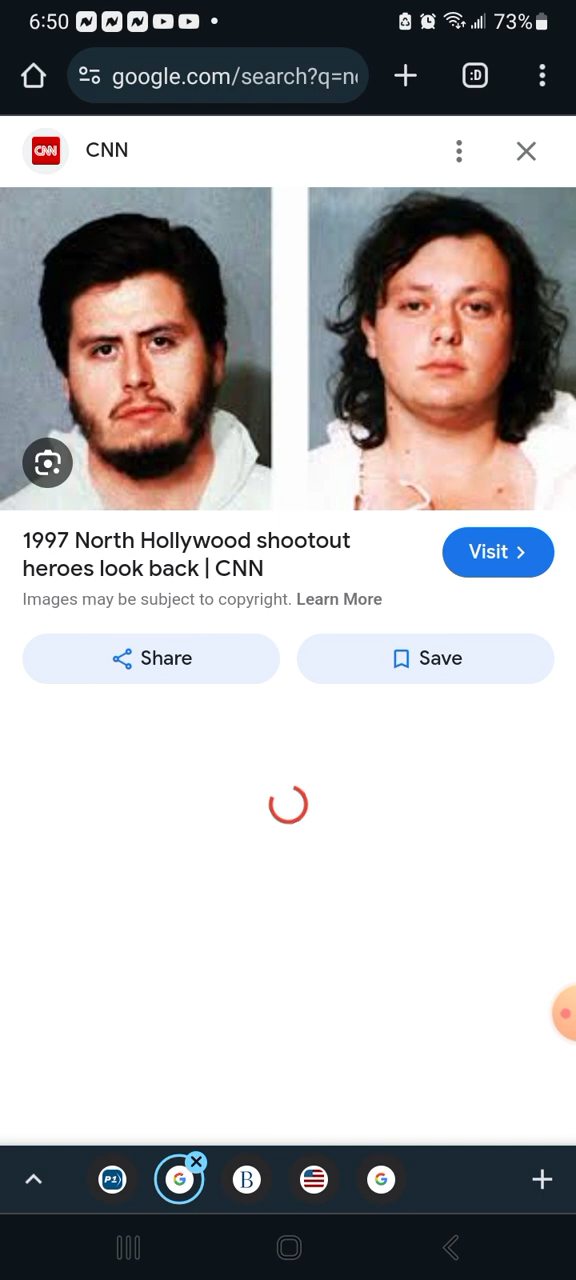 6:50
73%
google.com/search?q=n
CNN
CNN
1997 North Hollywood shootout
heroes look back | CNN
Visit
Images may be subject to copyright. Learn More
Share
Save
P1
G
B
G